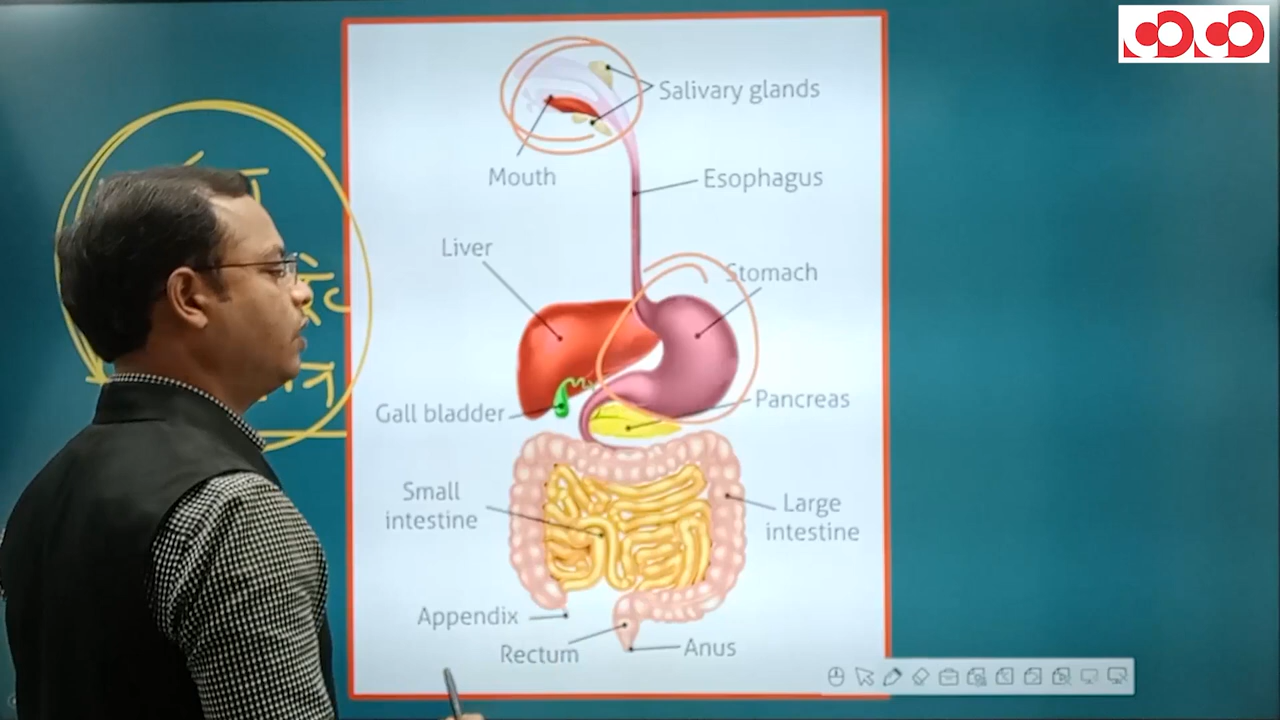 Salivary glands
Mouth
Esophagus
Liver
Stomach
Pancreas
Gall bladder
Small
intestine
Large
intestine
Appendix
Rectum
Anus